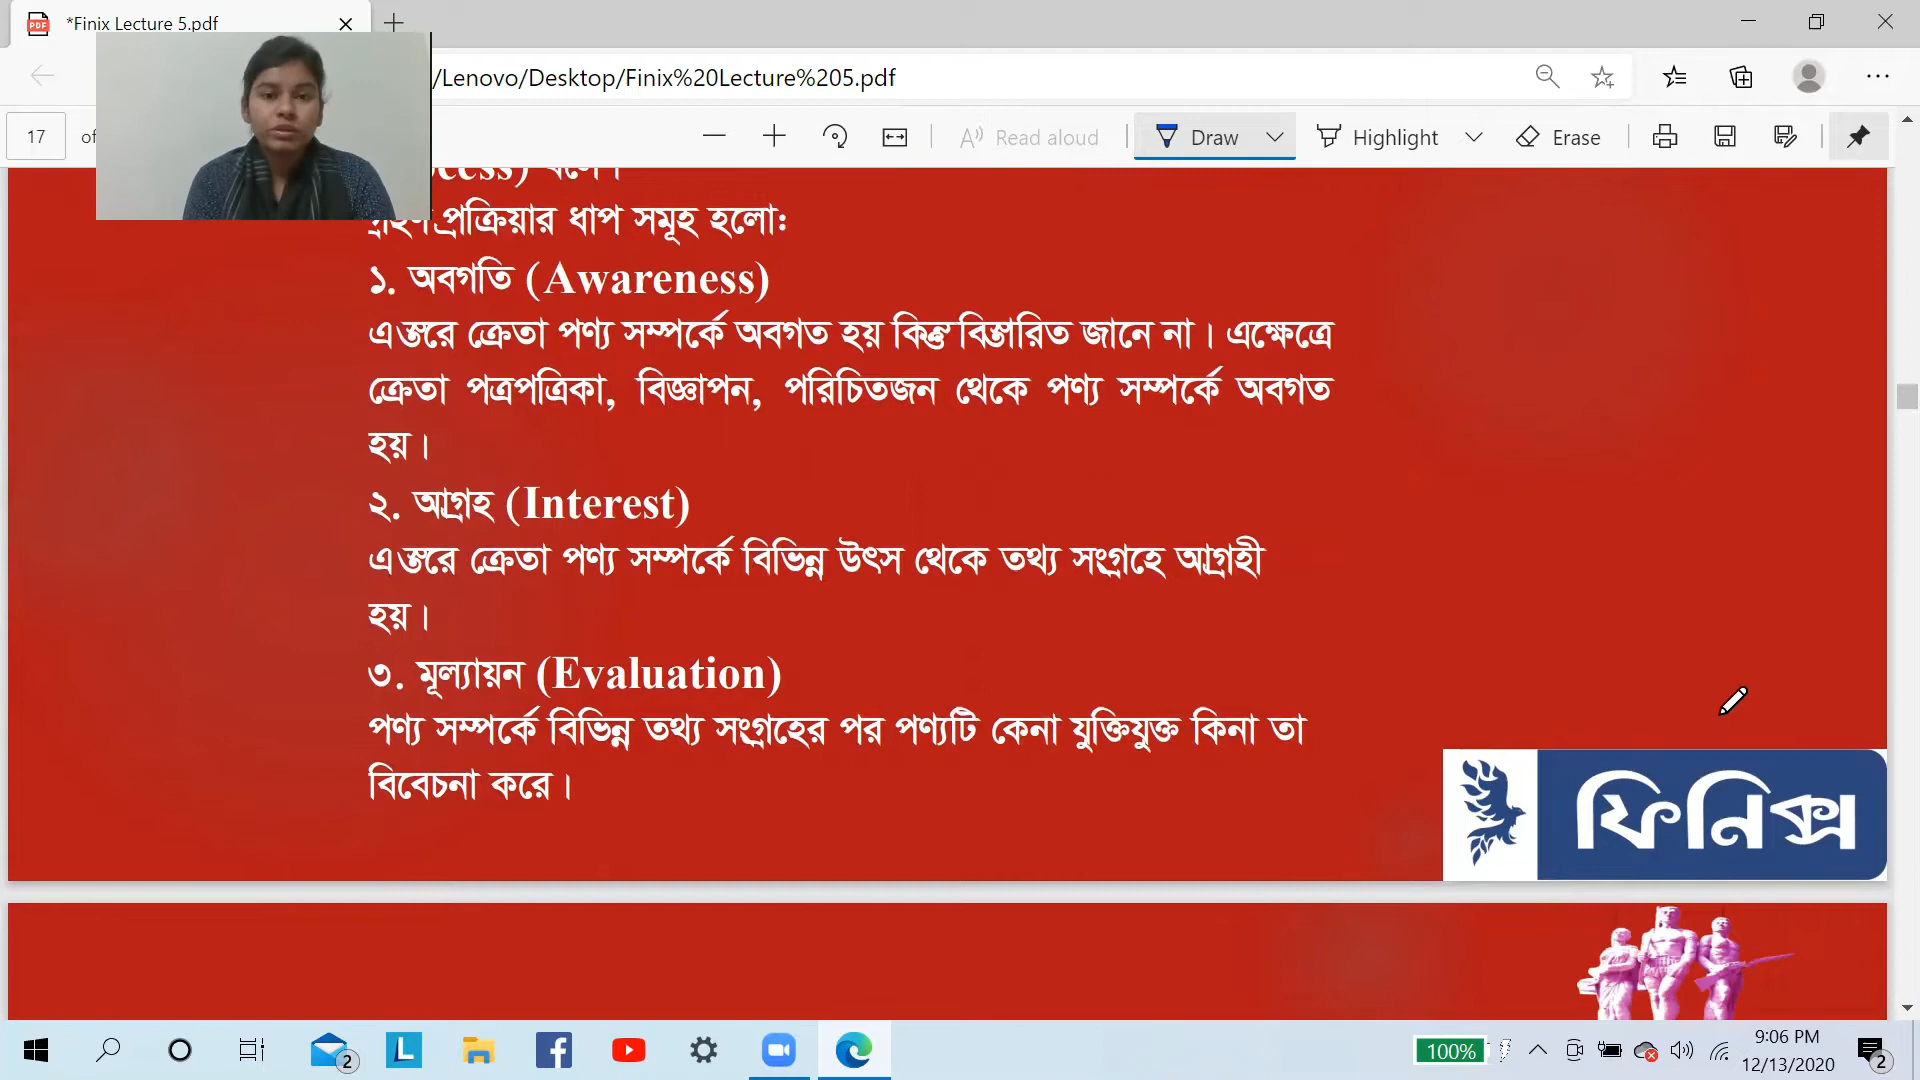 *Finix Lecture 5.pdf
/Lenovo/Desktop/Finix%20Lecture%205.pdf
17 of
Read aloud
Draw
Highlight
Erase
গ্রহণ প্রক্রিয়ার ধাপ সমূহ হলোঃ
১. অবগতি (Awareness)
এস্তরে ক্রেতা পণ্য সম্পর্কে অবগত হয় কিন্তু বিস্তারিত জানে না। এক্ষেত্রে
ক্রেতা পত্রপত্রিকা, বিজ্ঞাপন, পরিচিতজন থেকে পণ্য সম্পর্কে অবগত
হয়।
২. আগ্রহ (Interest)
এস্তরে ক্রেতা পণ্য সম্পর্কে বিভিন্ন উৎস থেকে তথ্য সংগ্রহে আগ্রহী
হয়।
৩. মূল্যায়ন (Evaluation)
পণ্য সম্পর্কে বিভিন্ন তথ্য সংগ্রহের পর পণ্যটি কেনা যুক্তিযুক্ত কিনা তা
বিবেচনা করে।
ফিনিক্স
2
100%
9:06 PM
12/13/2020
2